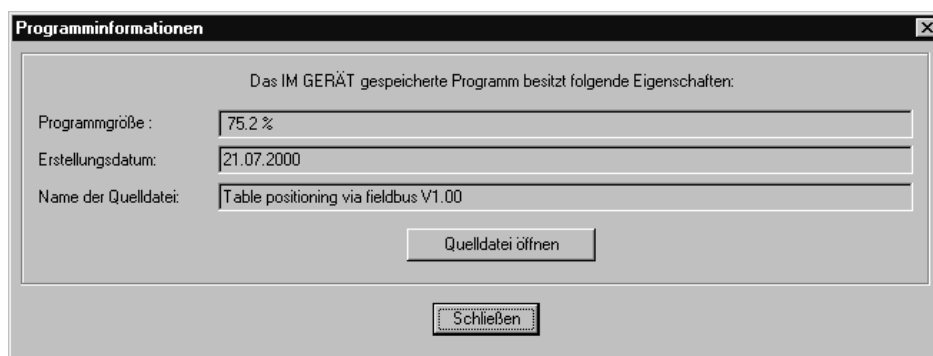 Programminformationen
Das IM GERÄT gespeicherte Programm besitzt folgende Eigenschaften:
Programmgröße : 75.2 %
Erstellungsdatum: 21.07.2000
Name der Quelldatei: Table positioning via fieldbus V1.00
Quelldatei öffnen
Schließen